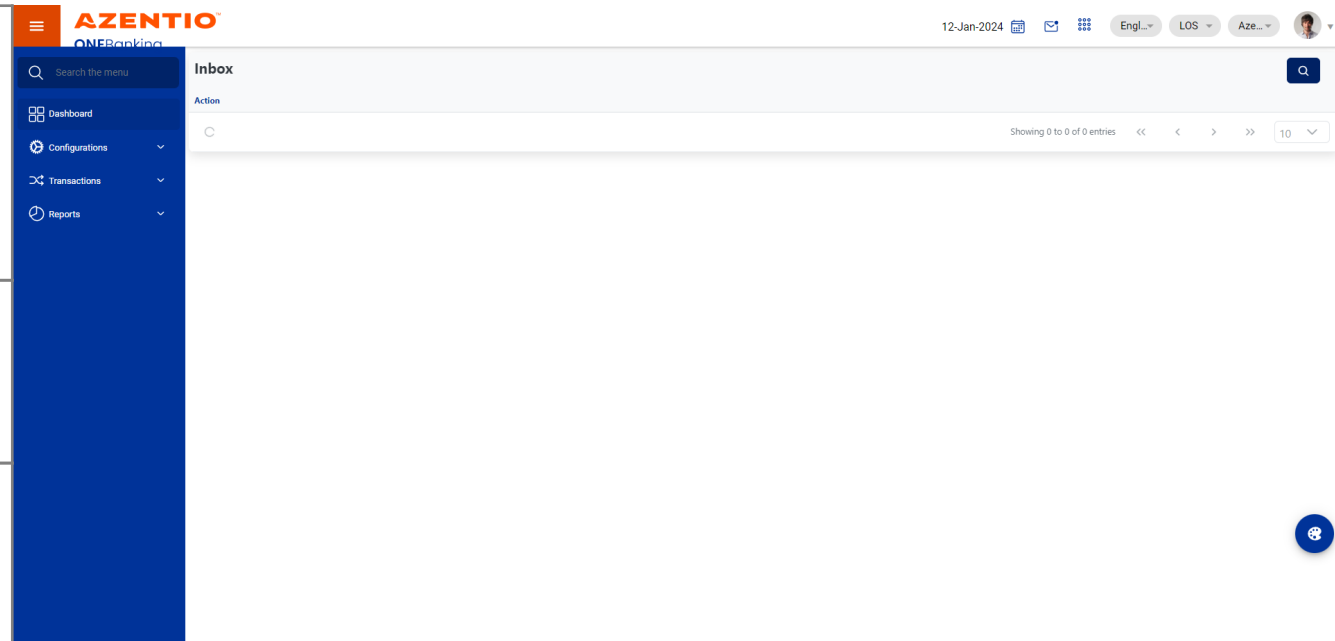 AZENTIO™
ONEBanking
12-Jan-2024
Engl...
LOS
Aze...
Search the menu
Dashboard
Configurations
Transactions
Reports
Inbox
Action
Showing 0 to 0 of 0 entries
10